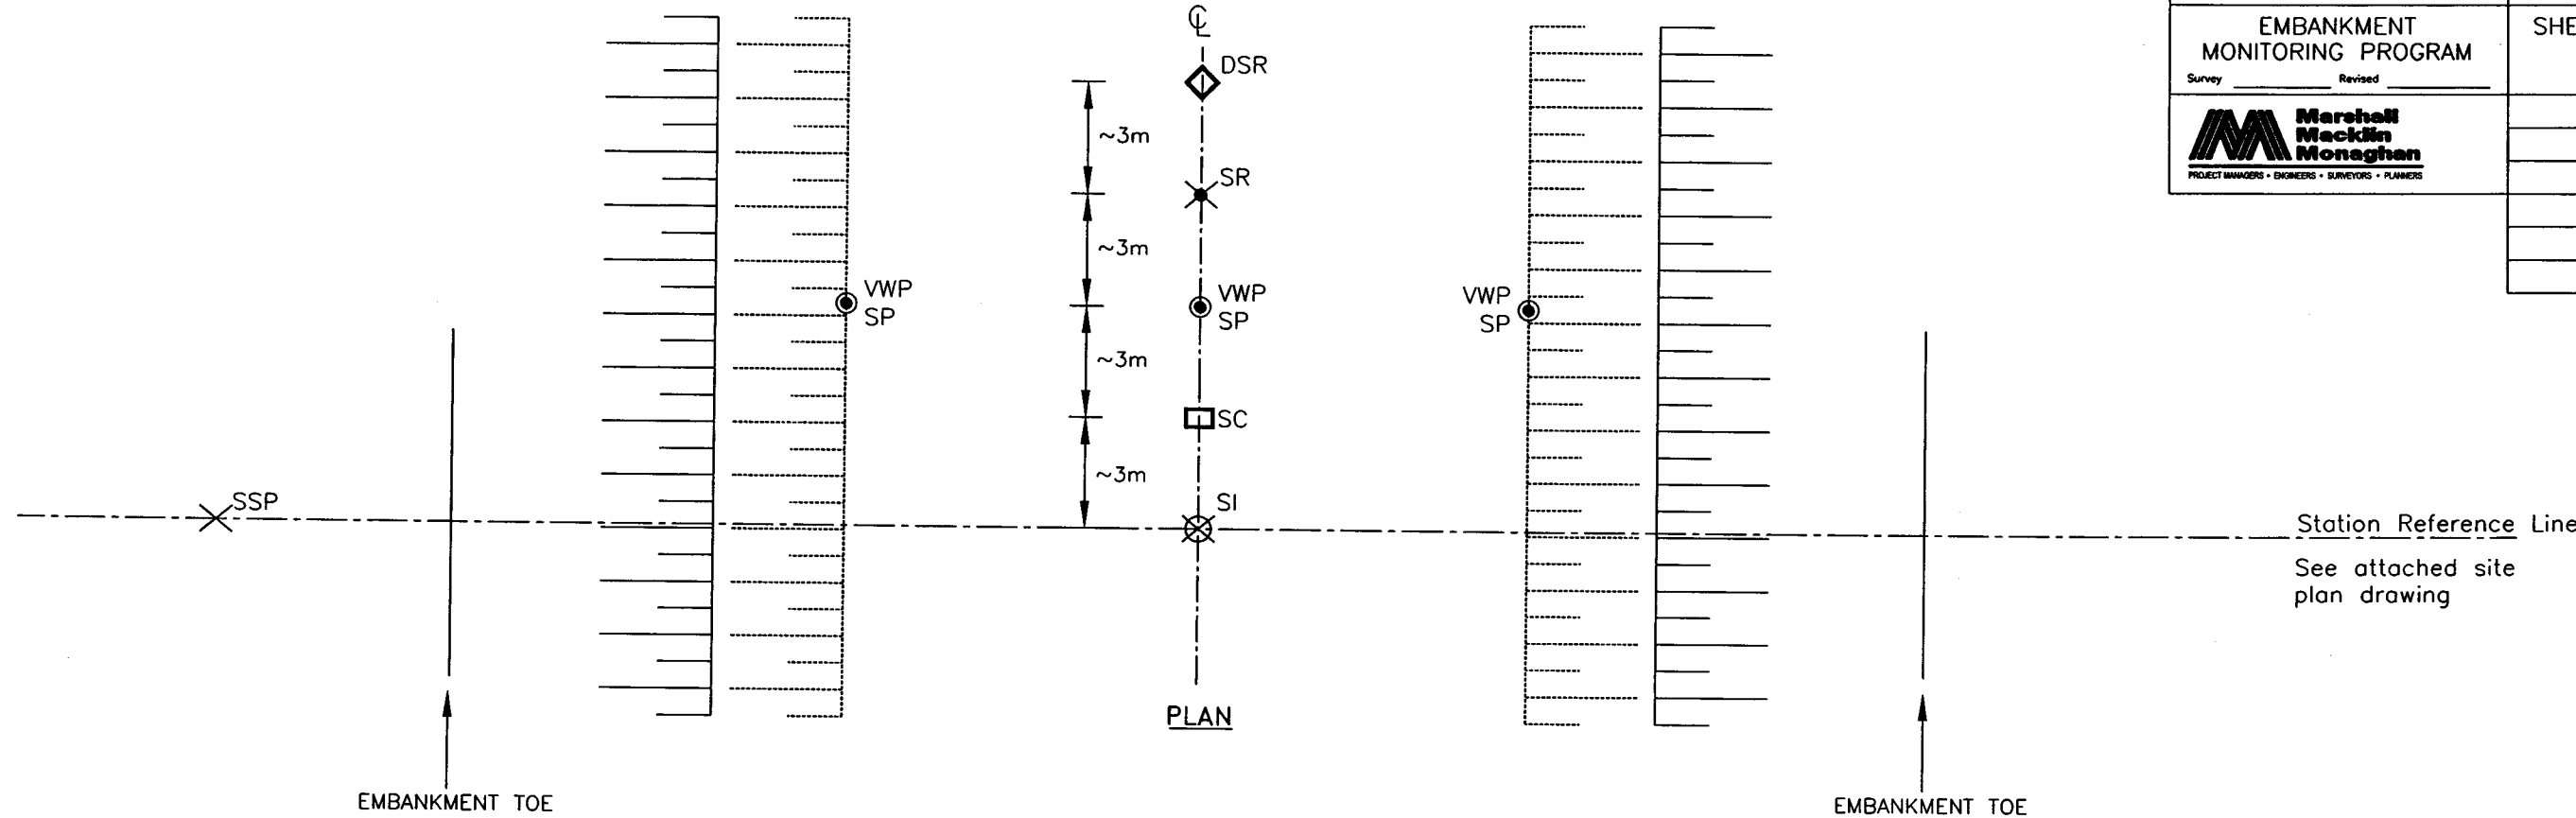 EMBANKMENT
MONITORING PROGRAM
SHE
Survey
Revised
Marshall
Macklin
Monaghan
PROJECT MANAGERS • ENGINEERS • SURVEYORS • PLANNERS
℄
DSR
~3m
SR
~3m
VWP
SP
VWP
SP
VWP
SP
~3m
SC
~3m
SSP
SI
Station Reference Line
See attached site
plan drawing
PLAN
EMBANKMENT TOE
EMBANKMENT TOE